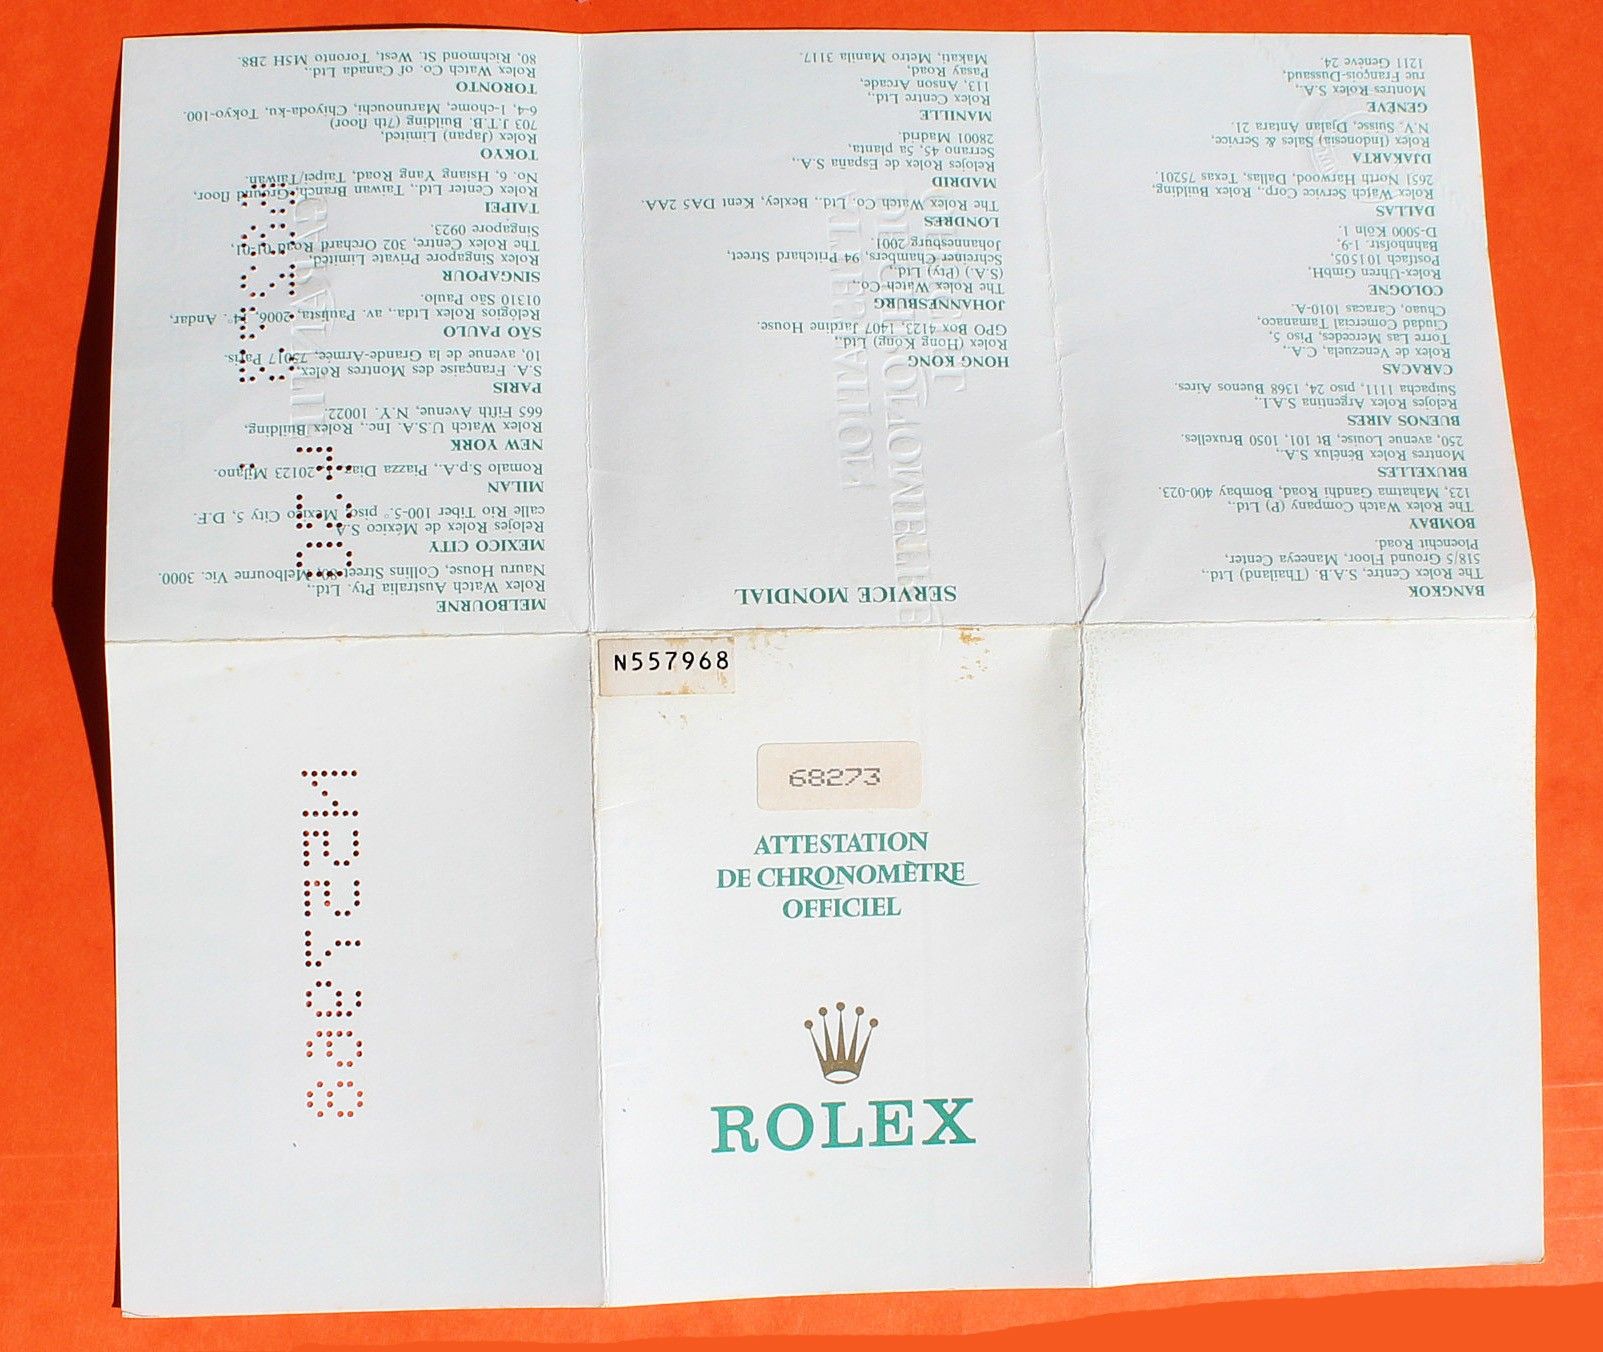 BANGKOK
The Rolex Centre, S.A.B. (Thailand) Ltd.,
518/5 Ground Floor, Maneeya Center,
Ploenchit Road.
BOMBAY
The Rolex Watch Company (P) Ltd.,
123, Mahatma Gandhi Road, Bombay 400-023.
BRUXELLES
Montres Rolex Bénélux S.A.,
250, avenue Louise, Bt 101, 1050 Bruxelles.
BUENOS AIRES
Relojes Rolex Argentina S.A.I.,
Suipacha 1111, piso 24, 1368 Buenos Aires.
CARACAS
Rolex de Venezuela, C.A.,
Torre Las Mercedes, Piso 5,
Ciudad Comercial Tamanaco,
Chuao, Caracas 1010-A.
COLOGNE
Rolex-Uhren GmbH,
Postfach 101505,
Bahnhofstr. 1-9,
D-5000 Köln 1.
DALLAS
Rolex Watch Service Corp., Rolex Building,
2651 North Harwood, Dallas, Texas 75201.
DJAKARTA
Rolex (Indonesia) Sales & Service,
N.V. Suisse, Djalan Antara 21.
GENÈVE
Montres Rolex S.A.,
rue François-Dussaud,
1211 Genève 24.
SERVICE MONDIAL
HONG KONG
Rolex (Hong Kong) Ltd.,
GPO Box 4123, 1407 Jardine House.
JOHANNESBURG
The Rolex Watch Co.,
(S.A.) (Pty) Ltd.,
Schreiner Chambers, 94 Pritchard Street,
Johannesburg 2001.
LONDRES
The Rolex Watch Co. Ltd., Bexley, Kent DA5 2AA.
MADRID
Relojes Rolex de España S.A.,
Serrano 45, 5a planta,
28001 Madrid.
MANILLE
Rolex Centre Ltd.,
113, Anson Arcade,
Pasay Road,
Makati, Metro Manila 3117.
MELBOURNE
Rolex Watch Australia Pty. Ltd.,
Nauru House, Collins Street 80, Melbourne Vic. 3000.
MEXICO CITY
Relojes Rolex de México S.A.
calle Rio Tiber 100-5.° piso, Mexico City 5, D.F.
MILAN
Romalo S.p.A., Piazza Diaz 20123 Milano.
NEW YORK
Rolex Watch U.S.A. Inc., Rolex Building,
665 Fifth Avenue, N.Y. 10022.
PARIS
S.A. Française des Montres Rolex,
10, avenue de la Grande-Armée, 75017 Paris.
SÃO PAULO
Relógios Rolex Ltda., av. Paulista, 2006, 14°. Andar,
01310 São Paulo.
SINGAPOUR
Rolex Singapore Private Limited,
The Rolex Centre, 302 Orchard Road 01-01,
Singapore 0923.
TAIPEI
Rolex Center Ltd., Taiwan Branch, Ground floor,
No. 6, Hsiang Yang Road, Taipei/Taiwan.
TOKYO
Rolex (Japan) Limited,
703 J.T.B. Building (7th floor)
6-4, 1-chome, Marunouchi, Chiyoda-ku, Tokyo-100.
TORONTO
Rolex Watch Co. of Canada Ltd.,
80, Richmond St. West, Toronto M5H 2B8.
N557968
68273
ATTESTATION
DE CHRONOMÈTRE
OFFICIEL
ROLEX
N557968